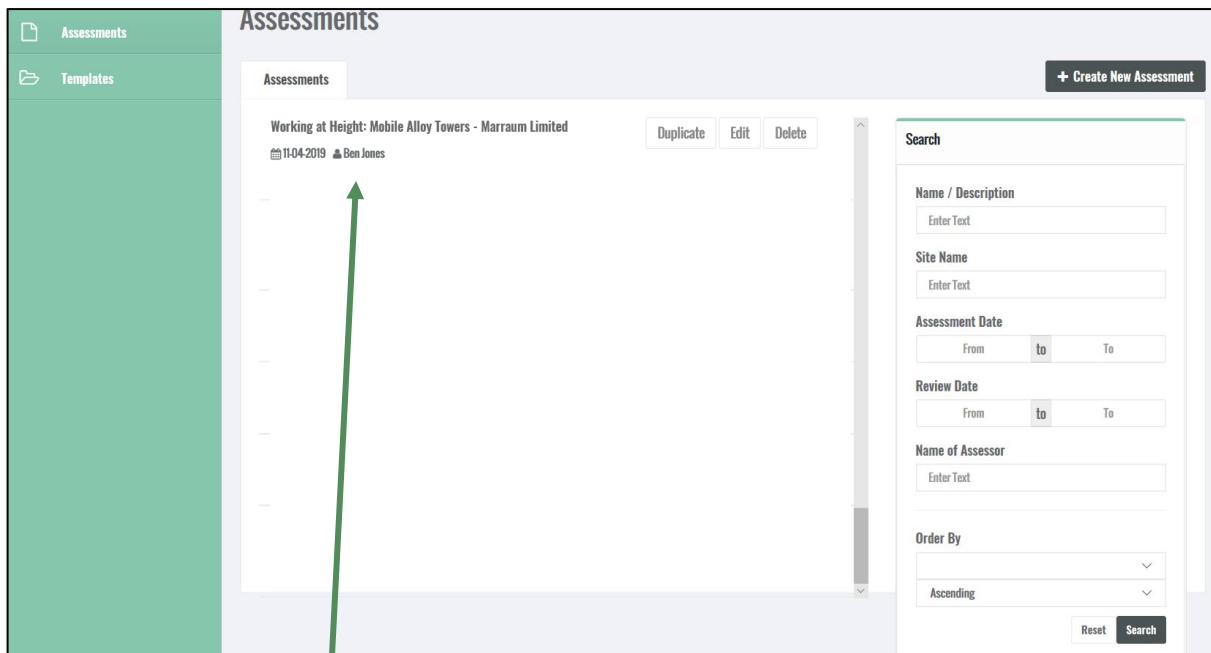 Assessments
Templates
Assessments
Assessments
+ Create New Assessment
Working at Height: Mobile Alloy Towers - Marraum Limited
11-04-2019 Ben Jones
Duplicate Edit Delete
Search
Name / Description
Enter Text
Site Name
Enter Text
Assessment Date
From to To
Review Date
From to To
Name of Assessor
Enter Text
Order By
Ascending
Reset Search